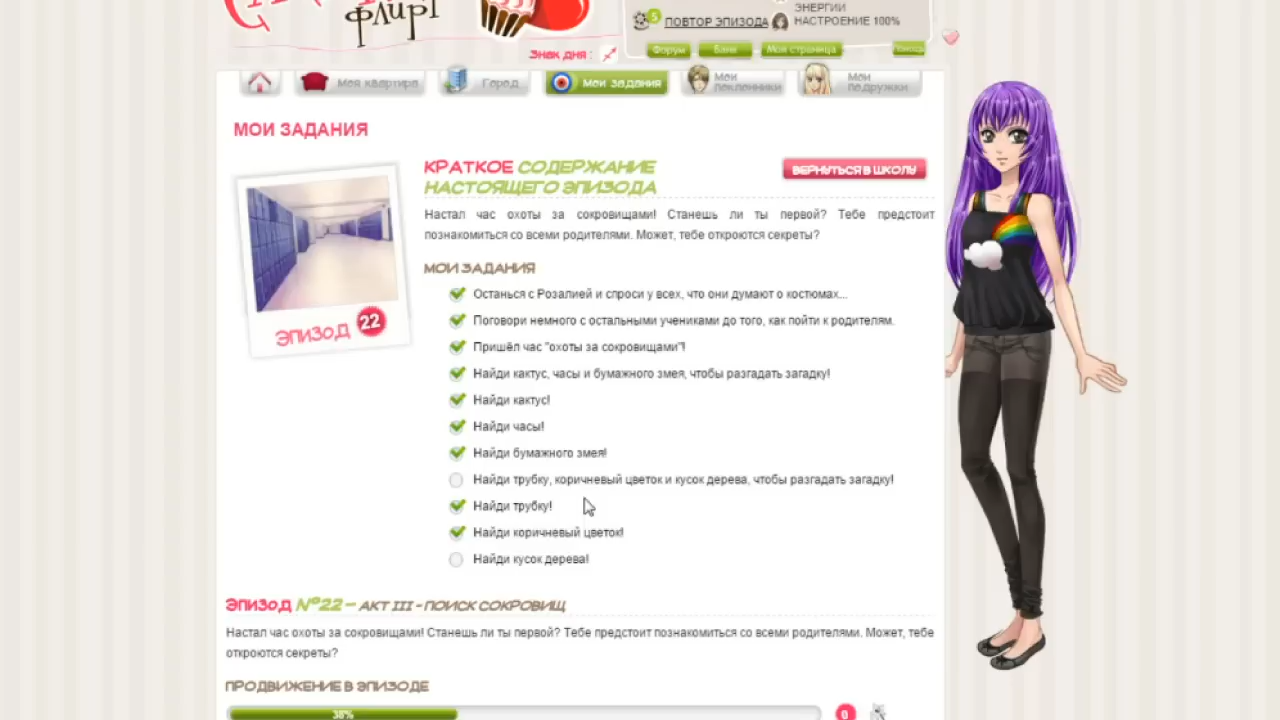 ФЛИРТ
ЭНЕРГИИ
5 ПОВТОР ЭПИЗОДА НАСТРОЕНИЕ 100%
Знак дня :
Форум Банк Моя страница Помощь
Моя квартира Город Мои задания Мои поклонники Мои подружки
МОИ ЗАДАНИЯ
КРАТКОЕ СОДЕРЖАНИЕ
НАСТОЯЩЕГО ЭПИЗОДА
ВЕРНУТЬСЯ В ШКОЛУ
Настал час охоты за сокровищами! Станешь ли ты первой? Тебе предстоит
познакомиться со всеми родителями. Может, тебе откроются секреты?
МОИ ЗАДАНИЯ
Останься с Розалией и спроси у всех, что они думают о костюмах...
Поговори немного с остальными учениками до того, как пойти к родителям.
Пришёл час "охоты за сокровищами"!
Найди кактус, часы и бумажного змея, чтобы разгадать загадку!
Найди кактус!
Найди часы!
Найди бумажного змея!
Найди трубку, коричневый цветок и кусок дерева, чтобы разгадать загадку!
Найди трубку!
Найди коричневый цветок!
Найди кусок дерева!
ЭПИЗОД 22
ЭПИЗОД №22 - АКТ III - ПОИСК СОКРОВИЩ
Настал час охоты за сокровищами! Станешь ли ты первой? Тебе предстоит познакомиться со всеми родителями. Может, тебе
откроются секреты?
ПРОДВИЖЕНИЕ В ЭПИЗОДЕ
38% 0